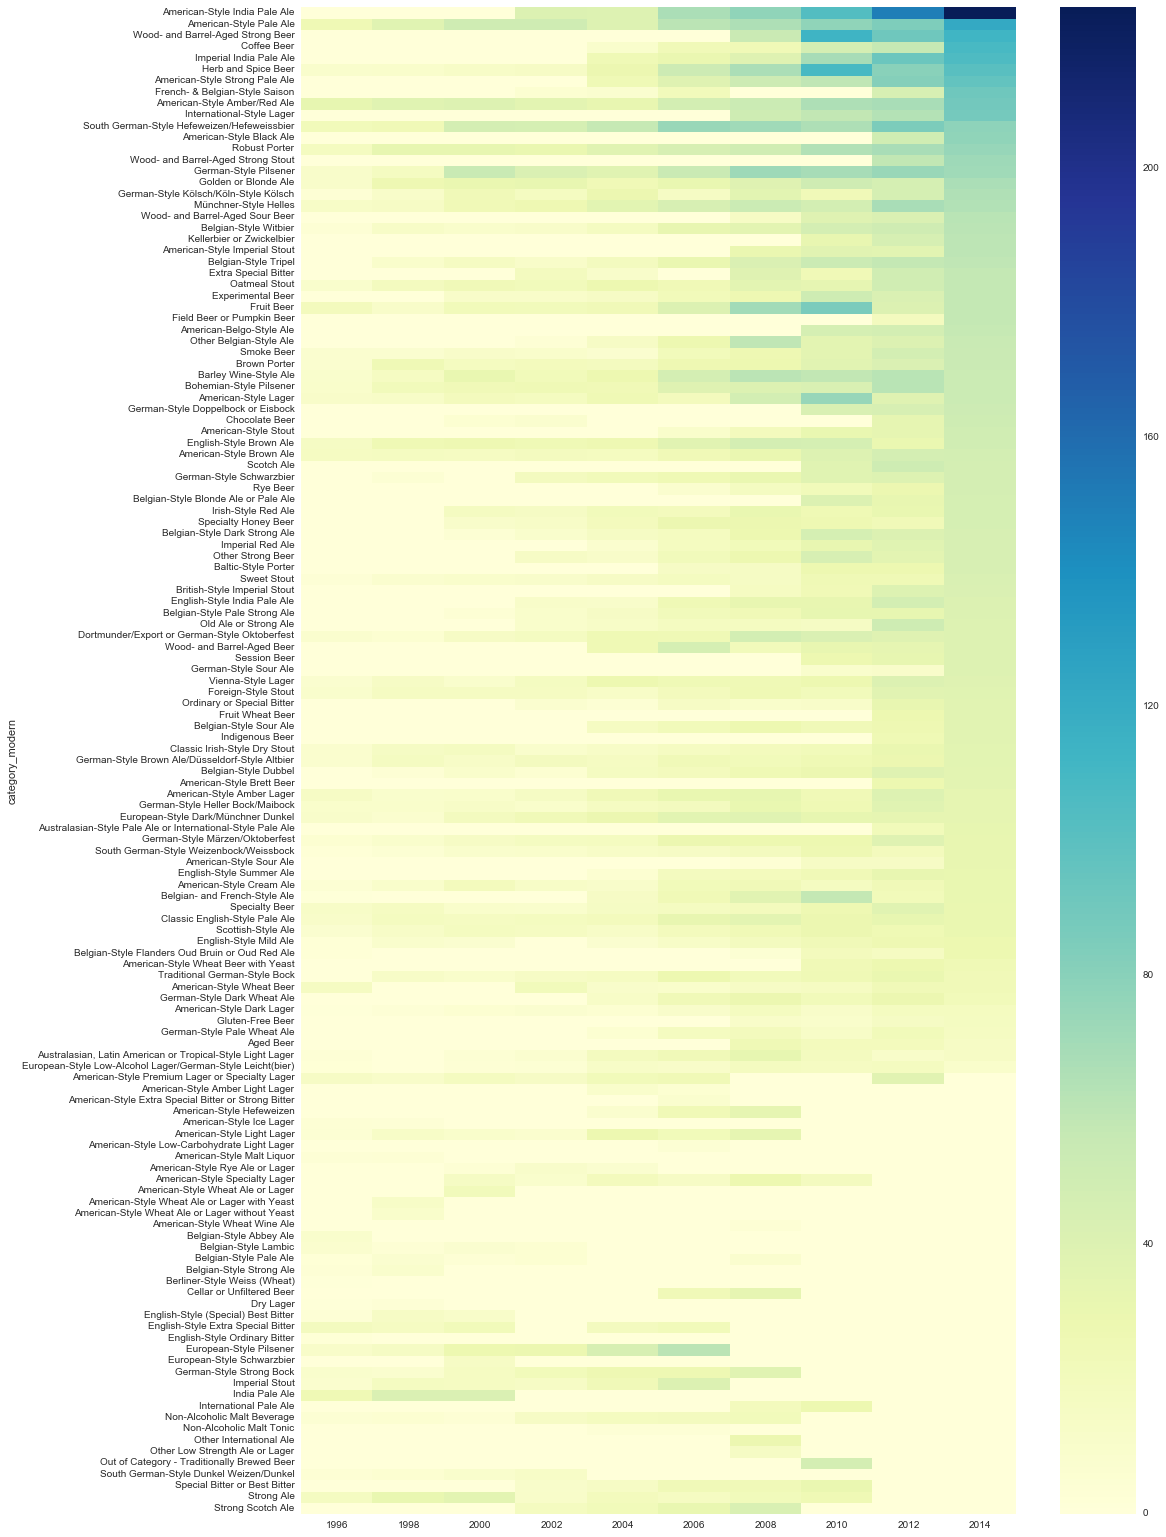 American-Style India Pale Ale
American-Style Pale Ale
Wood- and Barrel-Aged Strong Beer
Coffee Beer
Imperial India Pale Ale
Herb and Spice Beer
American-Style Strong Pale Ale
French- & Belgian-Style Saison
American-Style Amber/Red Ale
International-Style Lager
South German-Style Hefeweizen/Hefeweissbier
American-Style Black Ale
Robust Porter
Wood- and Barrel-Aged Strong Stout
German-Style Pilsener
Golden or Blonde Ale
German-Style Kölsch/Köln-Style Kölsch
Münchner-Style Helles
Wood- and Barrel-Aged Sour Beer
Belgian-Style Witbier
Kellerbier or Zwickelbier
American-Style Imperial Stout
Belgian-Style Tripel
Extra Special Bitter
Oatmeal Stout
Experimental Beer
Fruit Beer
Field Beer or Pumpkin Beer
American-Belgo-Style Ale
Other Belgian-Style Ale
Smoke Beer
Brown Porter
Barley Wine-Style Ale
Bohemian-Style Pilsener
American-Style Lager
German-Style Doppelbock or Eisbock
Chocolate Beer
American-Style Stout
English-Style Brown Ale
American-Style Brown Ale
Scotch Ale
German-Style Schwarzbier
Rye Beer
Belgian-Style Blonde Ale or Pale Ale
Irish-Style Red Ale
Specialty Honey Beer
Belgian-Style Dark Strong Ale
Imperial Red Ale
Other Strong Beer
Baltic-Style Porter
Sweet Stout
British-Style Imperial Stout
English-Style India Pale Ale
Belgian-Style Pale Strong Ale
Old Ale or Strong Ale
Dortmunder/Export or German-Style Oktoberfest
Wood- and Barrel-Aged Beer
Session Beer
German-Style Sour Ale
Vienna-Style Lager
Foreign-Style Stout
Ordinary or Special Bitter
Fruit Wheat Beer
Belgian-Style Sour Ale
Indigenous Beer
Classic Irish-Style Dry Stout
German-Style Brown Ale/Düsseldorf-Style Altbier
Belgian-Style Dubbel
American-Style Brett Beer
American-Style Amber Lager
German-Style Heller Bock/Maibock
European-Style Dark/Münchner Dunkel
Australasian-Style Pale Ale or International-Style Pale Ale
German-Style Märzen/Oktoberfest
South German-Style Weizenbock/Weissbock
American-Style Sour Ale
English-Style Summer Ale
American-Style Cream Ale
Belgian- and French-Style Ale
Specialty Beer
Classic English-Style Pale Ale
Scottish-Style Ale
English-Style Mild Ale
Belgian-Style Flanders Oud Bruin or Oud Red Ale
American-Style Wheat Beer with Yeast
Traditional German-Style Bock
American-Style Wheat Beer
German-Style Dark Wheat Ale
American-Style Dark Lager
Gluten-Free Beer
German-Style Pale Wheat Ale
Aged Beer
Australasian, Latin American or Tropical-Style Light Lager
European-Style Low-Alcohol Lager/German-Style Leicht(bier)
American-Style Premium Lager or Specialty Lager
American-Style Amber Light Lager
American-Style Extra Special Bitter or Strong Bitter
American-Style Hefeweizen
American-Style Ice Lager
American-Style Light Lager
American-Style Low-Carbohydrate Light Lager
American-Style Malt Liquor
American-Style Rye Ale or Lager
American-Style Specialty Lager
American-Style Wheat Ale or Lager
American-Style Wheat Ale or Lager with Yeast
American-Style Wheat Ale or Lager without Yeast
American-Style Wheat Wine Ale
Belgian-Style Abbey Ale
Belgian-Style Lambic
Belgian-Style Pale Ale
Belgian-Style Strong Ale
Berliner-Style Weiss (Wheat)
Cellar or Unfiltered Beer
Dry Lager
English-Style (Special) Best Bitter
English-Style Extra Special Bitter
English-Style Ordinary Bitter
European-Style Pilsener
European-Style Schwarzbier
German-Style Strong Bock
Imperial Stout
India Pale Ale
International Pale Ale
Non-Alcoholic Malt Beverage
Non-Alcoholic Malt Tonic
Other International Ale
Other Low Strength Ale or Lager
Out of Category - Traditionally Brewed Beer
South German-Style Dunkel Weizen/Dunkel
Special Bitter or Best Bitter
Strong Ale
Strong Scotch Ale
category_modern
1996 1998 2000 2002 2004 2006 2008 2010 2012 2014
200
160
120
80
40
0